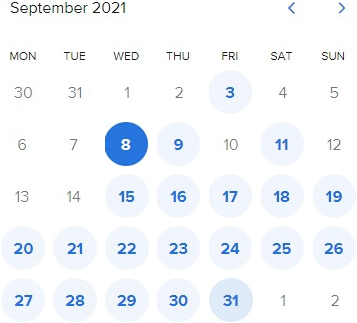 September 2021
MON TUE WED THU FRI SAT SUN
30 31 1 2 3 4 5
6 7 8 9 10 11 12
13 14 15 16 17 18 19
20 21 22 23 24 25 26
27 28 29 30 31 1 2